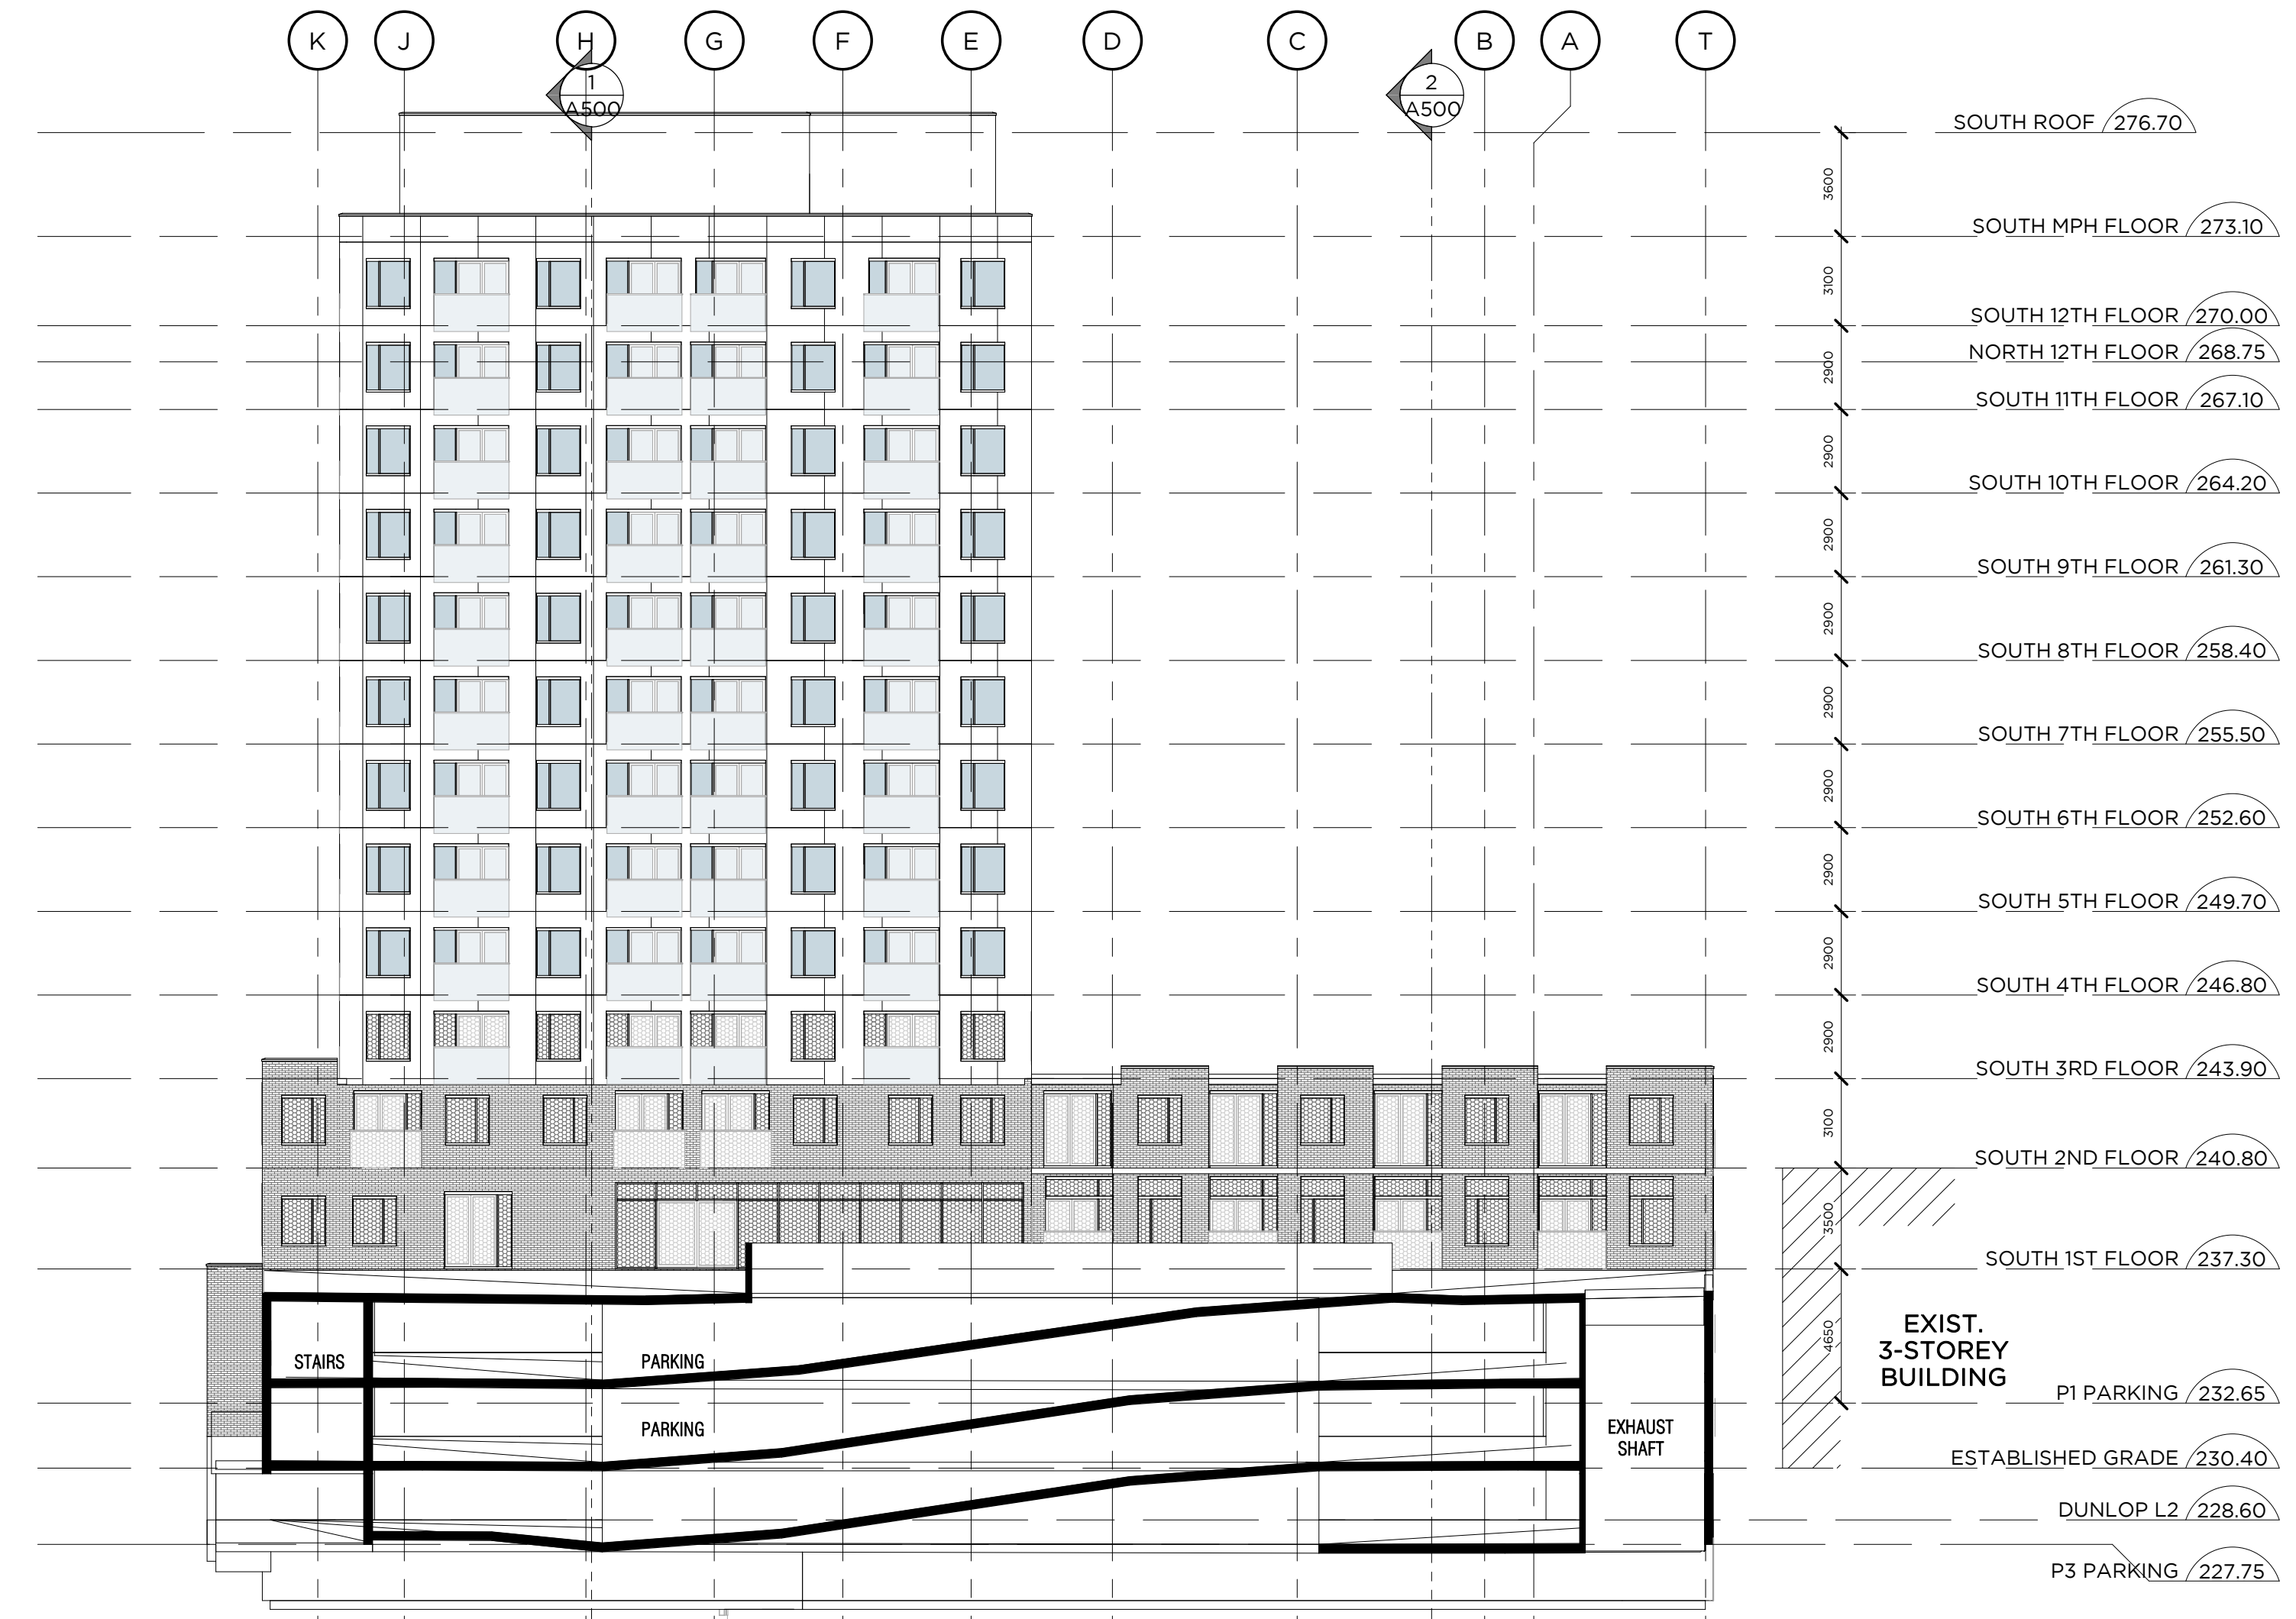 K J H G F E D C B A T
1
A500
2
A500
SOUTH ROOF 276.70
3600
SOUTH MPH FLOOR 273.10
3100
SOUTH 12TH FLOOR 270.00
NORTH 12TH FLOOR 268.75
2900
SOUTH 11TH FLOOR 267.10
2900
SOUTH 10TH FLOOR 264.20
2900
SOUTH 9TH FLOOR 261.30
2900
SOUTH 8TH FLOOR 258.40
2900
SOUTH 7TH FLOOR 255.50
2900
SOUTH 6TH FLOOR 252.60
2900
SOUTH 5TH FLOOR 249.70
2900
SOUTH 4TH FLOOR 246.80
2900
SOUTH 3RD FLOOR 243.90
3100
SOUTH 2ND FLOOR 240.80
3500
SOUTH 1ST FLOOR 237.30
4650
EXIST.
3-STOREY
BUILDING
STAIRS
PARKING
P1 PARKING 232.65
PARKING
EXHAUST
SHAFT
ESTABLISHED GRADE 230.40
DUNLOP L2 228.60
P3 PARKING 227.75